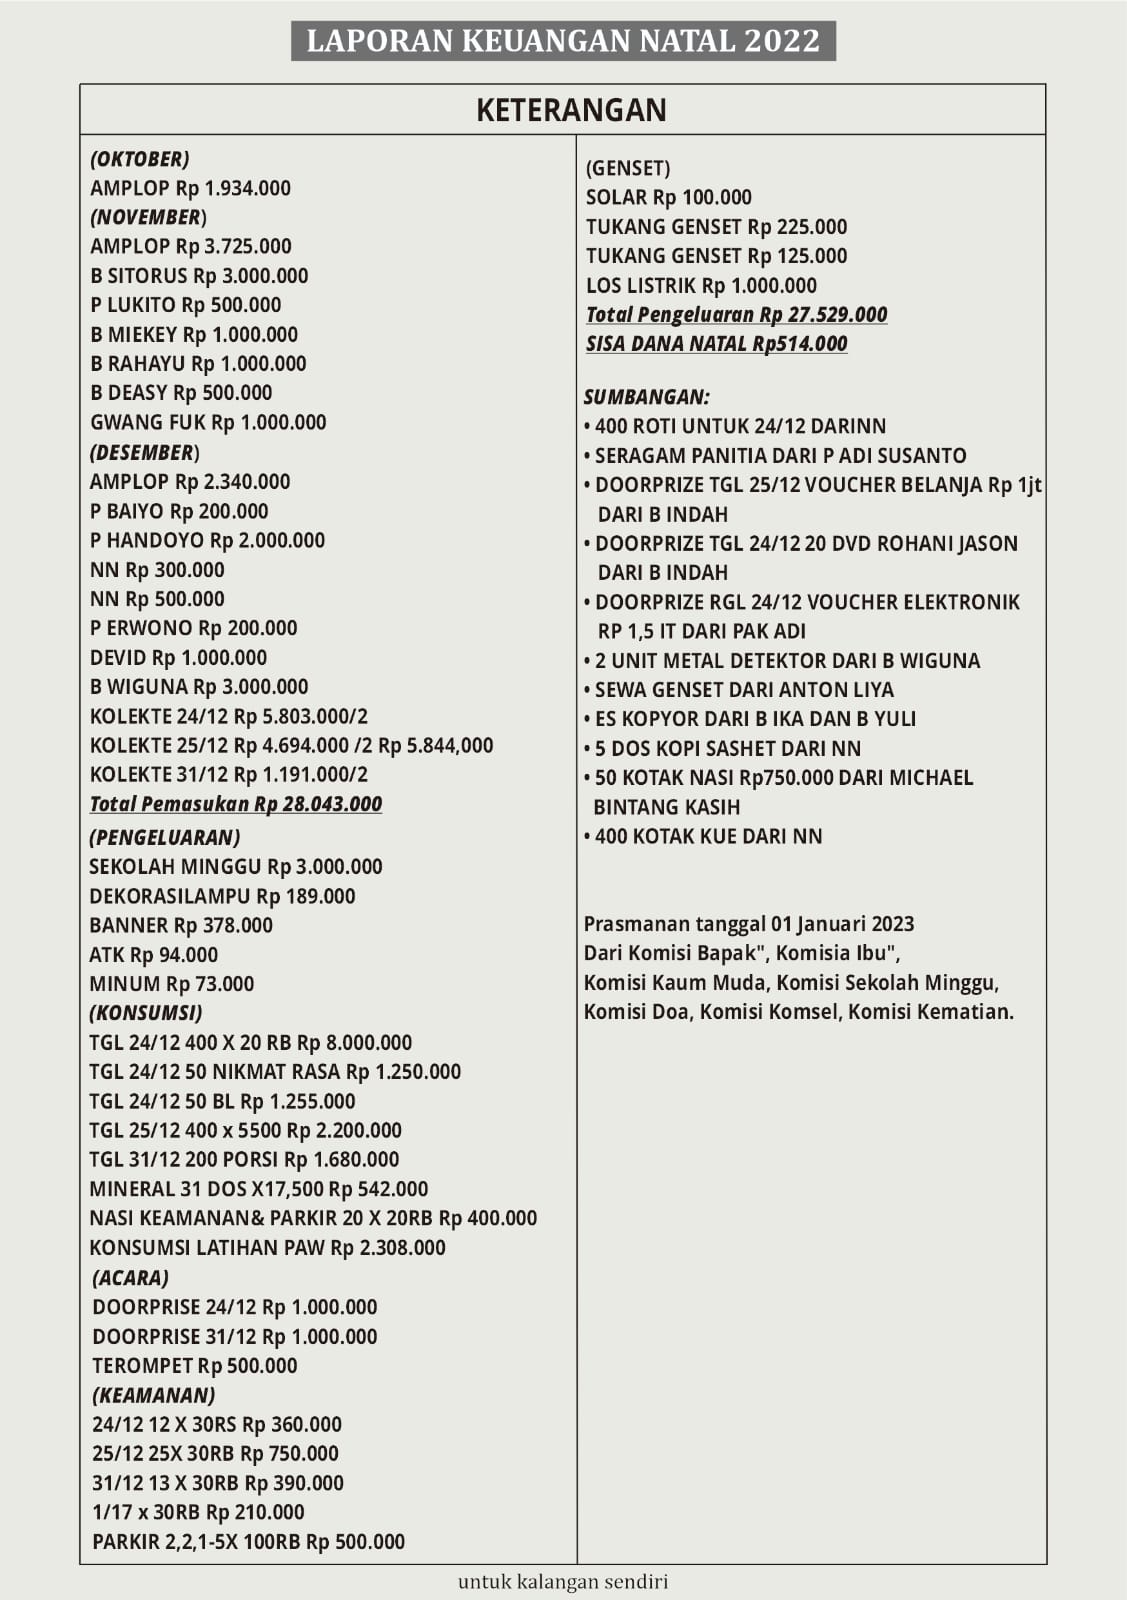 LAPORAN KEUANGAN NATAL 2022
KETERANGAN
(OKTOBER)
AMPLOP Rp 1.934.000
(NOVEMBER)
AMPLOP Rp 3.725.000
B SITORUS Rp 3.000.000
P LUKITO Rp 500.000
B MIEKEY Rp 1.000.000
B RAHAYU Rp 1.000.000
B DEASY Rp 500.000
GWANG FUK Rp 1.000.000
(DESEMBER)
AMPLOP Rp 2.340.000
P BAIYO Rp 200.000
P HANDOYO Rp 2.000.000
NN Rp 300.000
NN Rp 500.000
P ERWONO Rp 200.000
DEVID Rp 1.000.000
B WIGUNA Rp 3.000.000
KOLEKTE 24/12 Rp 5.803.000/2
KOLEKTE 25/12 Rp 4.694.000 /2 Rp 5.844,000
KOLEKTE 31/12 Rp 1.191.000/2
Total Pemasukan Rp 28.043.000
(PENGELUARAN)
SEKOLAH MINGGU Rp 3.000.000
DEKORASILAMPU Rp 189.000
BANNER Rp 378.000
ATK Rp 94.000
MINUM Rp 73.000
(KONSUMSI)
TGL 24/12 400 X 20 RB Rp 8.000.000
TGL 24/12 50 NIKMAT RASA Rp 1.250.000
TGL 24/12 50 BL Rp 1.255.000
TGL 25/12 400 x 5500 Rp 2.200.000
TGL 31/12 200 PORSI Rp 1.680.000
MINERAL 31 DOS X17,500 Rp 542.000
NASI KEAMANAN& PARKIR 20 X 20RB Rp 400.000
KONSUMSI LATIHAN PAW Rp 2.308.000
(ACARA)
DOORPRISE 24/12 Rp 1.000.000
DOORPRISE 31/12 Rp 1.000.000
TEROMPET Rp 500.000
(KEAMANAN)
24/12 12 X 30RS Rp 360.000
25/12 25X 30RB Rp 750.000
31/12 13 X 30RB Rp 390.000
1/17 x 30RB Rp 210.000
PARKIR 2,2,1-5X 100RB Rp 500.000
(GENSET)
SOLAR Rp 100.000
TUKANG GENSET Rp 225.000
TUKANG GENSET Rp 125.000
LOS LISTRIK Rp 1.000.000
Total Pengeluaran Rp 27.529.000
SISA DANA NATAL Rp514.000
SUMBANGAN:
• 400 ROTI UNTUK 24/12 DARINN
• SERAGAM PANITIA DARI P ADI SUSANTO
• DOORPRIZE TGL 25/12 VOUCHER BELANJA Rp 1jt
DARI B INDAH
• DOORPRIZE TGL 24/12 20 DVD ROHANI JASON
DARI B INDAH
• DOORPRIZE RGL 24/12 VOUCHER ELEKTRONIK
RP 1,5 IT DARI PAK ADI
• 2 UNIT METAL DETEKTOR DARI B WIGUNA
• SEWA GENSET DARI ANTON LIYA
• ES KOPYOR DARI B IKA DAN B YULI
• 5 DOS KOPI SASHET DARI NN
• 50 KOTAK NASI Rp750.000 DARI MICHAEL
BINTANG KASIH
• 400 KOTAK KUE DARI NN
Prasmanan tanggal 01 Januari 2023
Dari Komisi Bapak", Komisia Ibu",
Komisi Kaum Muda, Komisi Sekolah Minggu,
Komisi Doa, Komisi Komsel, Komisi Kematian.
untuk kalangan sendiri